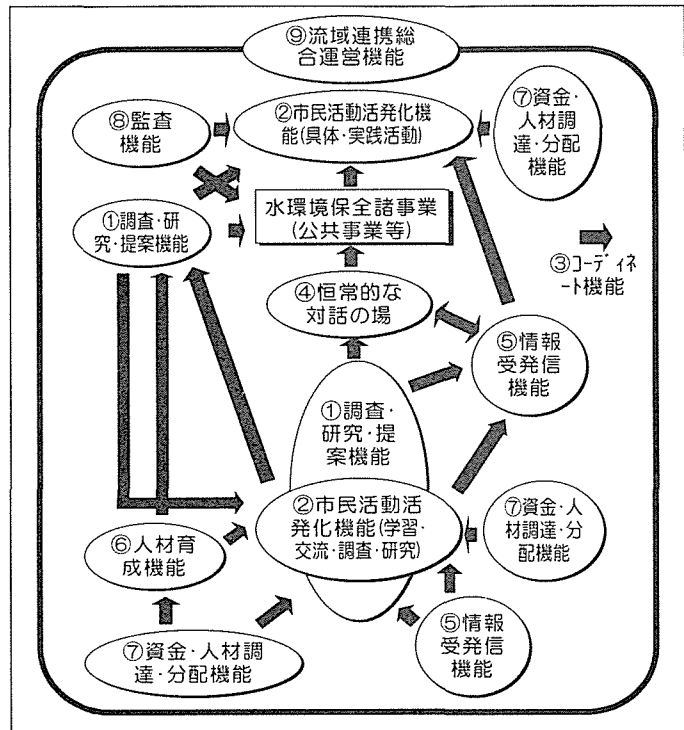 ⑨流域連携総
合運営機能
⑧監査
機能
②市民活動活発化機
能(具体･実践活動)
⑦資金･
人材調
達･分配
機能
①調査･研
究･提案機能
水環境保全諸事業
(公共事業等)
③ｺｰﾃﾞｨﾈ
ｰﾄ機能
④恒常的な
対話の場
⑤情報
受発信
機能
①調査･
研究･提
案機能
②市民活動活
発化機能(学習･
交流･調査･研究)
⑦資金･人
材調達･分
配機能
⑥人材育
成機能
⑦資金･人材調
達･分配機能
⑤情報
受発信
機能